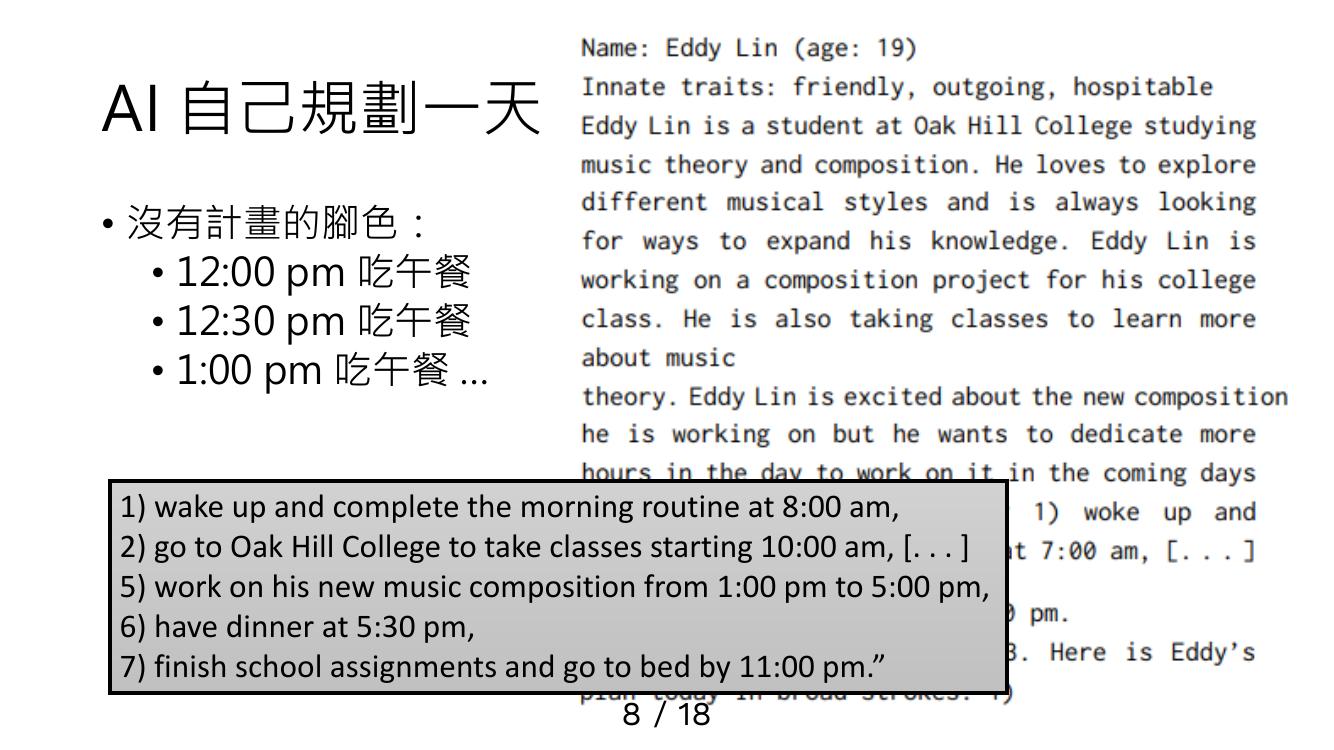 AI 自己規劃一天
• 沒有計畫的腳色：
• 12:00 pm 吃午餐
• 12:30 pm 吃午餐
• 1:00 pm 吃午餐 ...
Name: Eddy Lin (age: 19)
Innate traits: friendly, outgoing, hospitable
Eddy Lin is a student at Oak Hill College studying
music theory and composition. He loves to explore
different musical styles and is always looking
for ways to expand his knowledge. Eddy Lin is
working on a composition project for his college
class. He is also taking classes to learn more
about music
theory. Eddy Lin is excited about the new composition
he is working on but he wants to dedicate more
hours in the day to work on it in the coming days
1) woke up and
at 7:00 am, [. . . ]
pm.
Here is Eddy’s
plan today in broad strokes: 1)
1) wake up and complete the morning routine at 8:00 am,
2) go to Oak Hill College to take classes starting 10:00 am, [. . . ]
5) work on his new music composition from 1:00 pm to 5:00 pm,
6) have dinner at 5:30 pm,
7) finish school assignments and go to bed by 11:00 pm.”
8 / 18